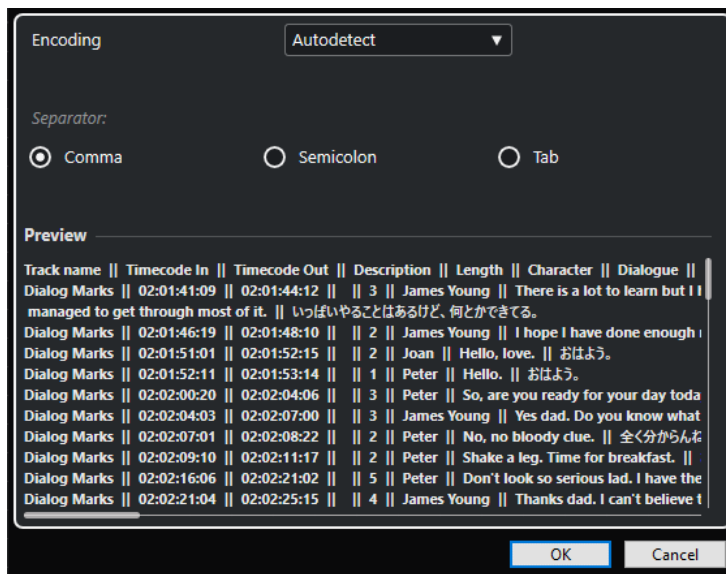 Encoding
Autodetect
Separator:
Comma
Semicolon
Tab
Preview
Track name || Timecode In || Timecode Out || Description || Length || Character || Dialogue ||
Dialog Marks || 02:01:41:09 || 02:01:44:12 || || 3 || James Young || There is a lot to learn but I
managed to get through most of it. || いっぱいやることはあるけど、何とかできてる。
Dialog Marks || 02:01:46:19 || 02:01:48:10 || || 2 || James Young || I hope I have done enough
Dialog Marks || 02:01:51:01 || 02:01:52:15 || || 2 || Joan || Hello, love. || おはよう。
Dialog Marks || 02:01:52:11 || 02:01:53:14 || || 1 || Peter || Hello. || おはよう。
Dialog Marks || 02:02:00:20 || 02:02:04:06 || || 3 || Peter || So, are you ready for your day toda
Dialog Marks || 02:02:04:03 || 02:02:07:00 || || 3 || James Young || Yes dad. Do you know what
Dialog Marks || 02:02:07:01 || 02:02:08:22 || || 2 || Peter || No, no bloody clue. || 全く分からんね
Dialog Marks || 02:02:09:10 || 02:02:11:17 || || 2 || Peter || Shake a leg. Time for breakfast. ||
Dialog Marks || 02:02:16:06 || 02:02:21:02 || || 5 || Peter || Don't look so serious lad. I have the
Dialog Marks || 02:02:21:04 || 02:02:25:15 || || 4 || James Young || Thanks dad. I can't believe t
OK
Cancel